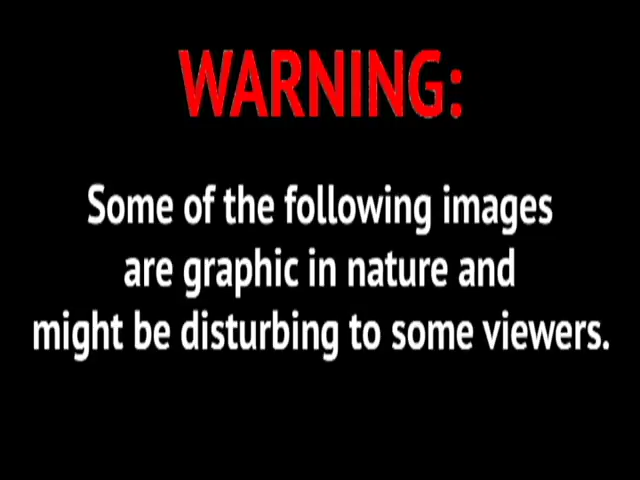 WARNING:
Some of the following images
are graphic in nature and
might be disturbing to some viewers.